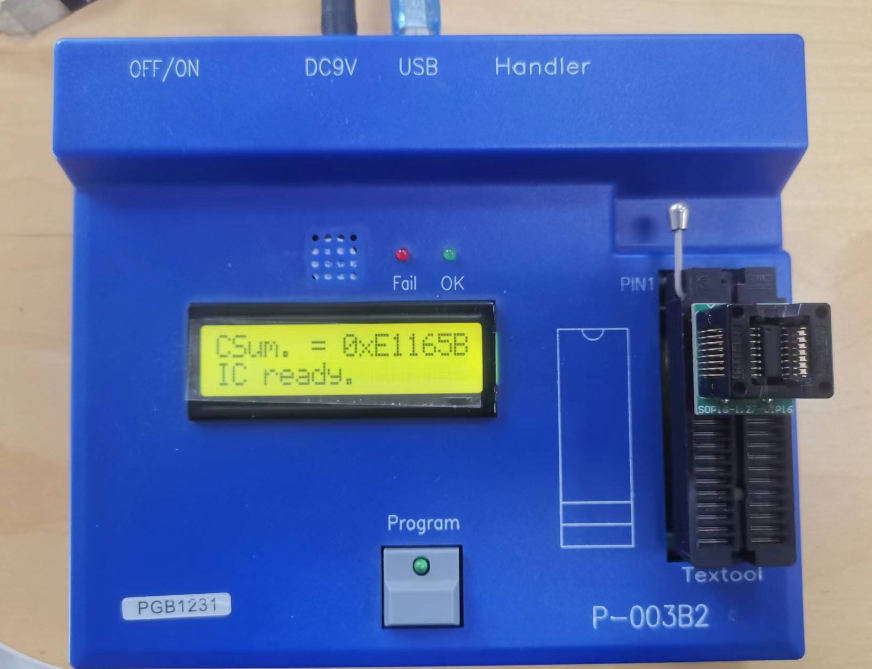 OFF/ON
DC9V
USB
Handler
Fail
OK
PIN1
CSum. = 0xE1165B
IC ready.
Program
Textool
PGB1231
P-003B2